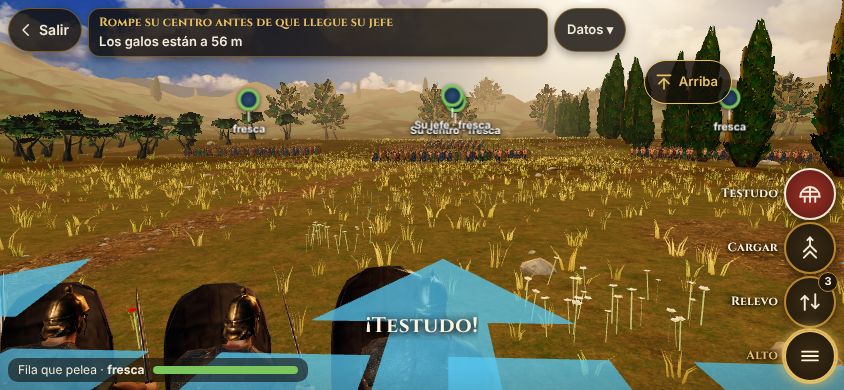 Salir
Rompe su centro antes de que llegue su jefe
Los galos están a 56 m
Datos ▾
Arriba
fresca
Su jefe · fresca
Su centro · fresca
fresca
Testudo
Cargar
3
Relevo
¡Testudo!
Alto
Fila que pelea · fresca